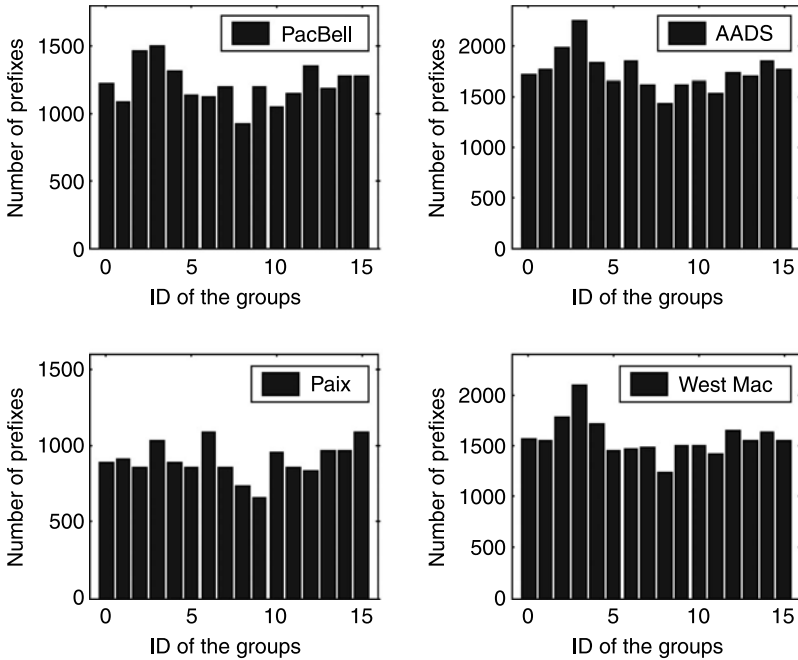 PacBell
Number of prefixes
1500
1000
500
0
0 5 10 15
ID of the groups
AADS
Number of prefixes
2000
1500
1000
500
0
0 5 10 15
ID of the groups
Paix
Number of prefixes
1500
1000
500
0
0 5 10 15
ID of the groups
West Mac
Number of prefixes
2000
1500
1000
500
0
0 5 10 15
ID of the groups